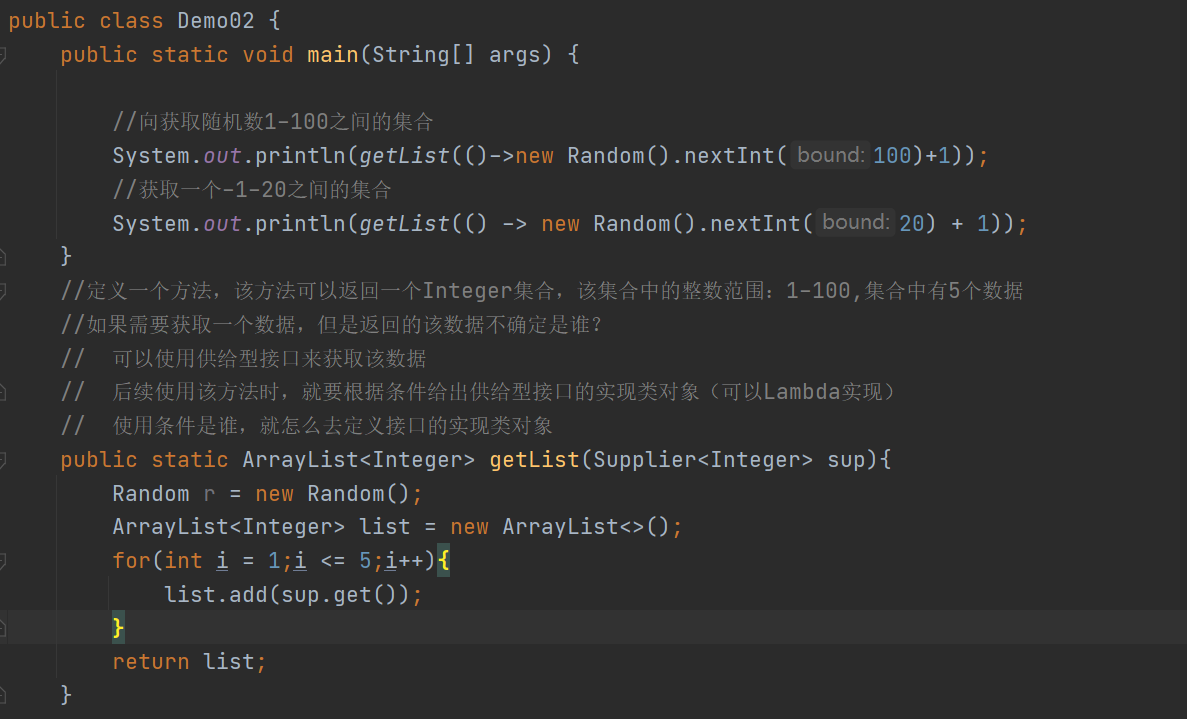 public class Demo02 {
public static void main(String[] args) {
//向获取随机数1-100之间的集合
System.out.println(getList(()->new Random().nextInt( bound: 100)+1));
//获取一个-1-20之间的集合
System.out.println(getList(() -> new Random().nextInt( bound: 20) + 1));
}
//定义一个方法，该方法可以返回一个Integer集合，该集合中的整数范围：1-100,集合中有5个数据
//如果需要获取一个数据，但是返回的该数据不确定是谁？
//  可以使用供给型接口来获取该数据
//  后续使用该方法时，就要根据条件给出供给型接口的实现类对象（可以Lambda实现）
//  使用条件是谁，就怎么去定义接口的实现类对象
public static ArrayList<Integer> getList(Supplier<Integer> sup){
Random r = new Random();
ArrayList<Integer> list = new ArrayList<>();
for(int i = 1;i <= 5;i++){
list.add(sup.get());
}
return list;
}